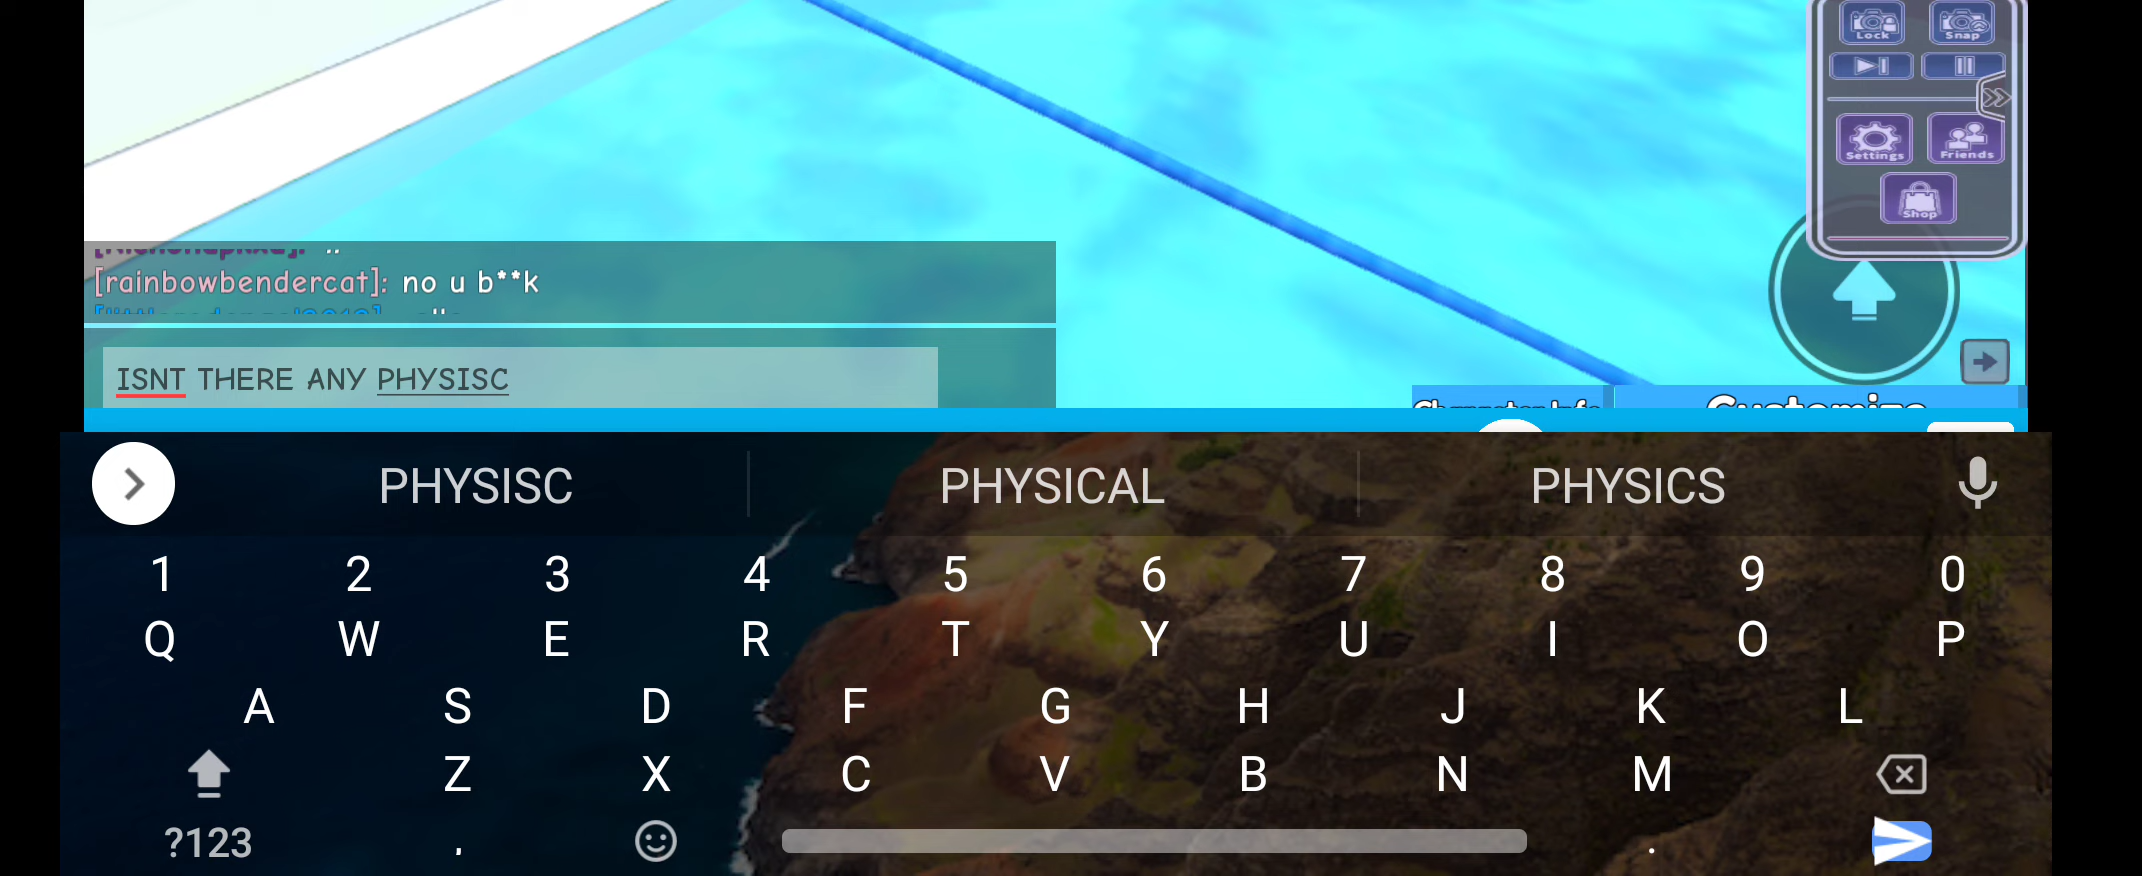 Lock Snap
Settings Friends
Shop
[rainbowbendercat]: no u b**k
ISNT THERE ANY PHYSISC
Customize
PHYSISC PHYSICAL PHYSICS
1 2 3 4 5 6 7 8 9 0
Q W E R T Y U I O P
A S D F G H J K L
Z X C V B N M
?123 , .